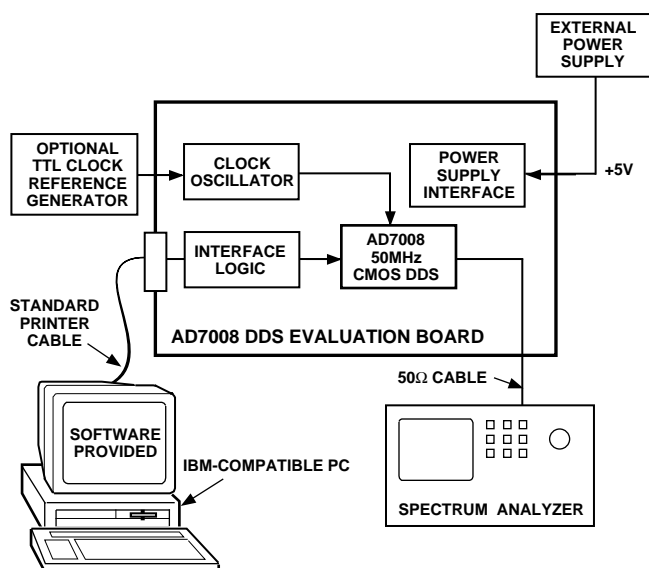 EXTERNAL
POWER
SUPPLY
OPTIONAL
TTL CLOCK
REFERENCE
GENERATOR
CLOCK
OSCILLATOR
POWER
SUPPLY
INTERFACE
+5V
INTERFACE
LOGIC
AD7008
50MHz
CMOS DDS
STANDARD
PRINTER
CABLE
AD7008 DDS EVALUATION BOARD
50Ω CABLE
SOFTWARE
PROVIDED
IBM-COMPATIBLE PC
SPECTRUM ANALYZER